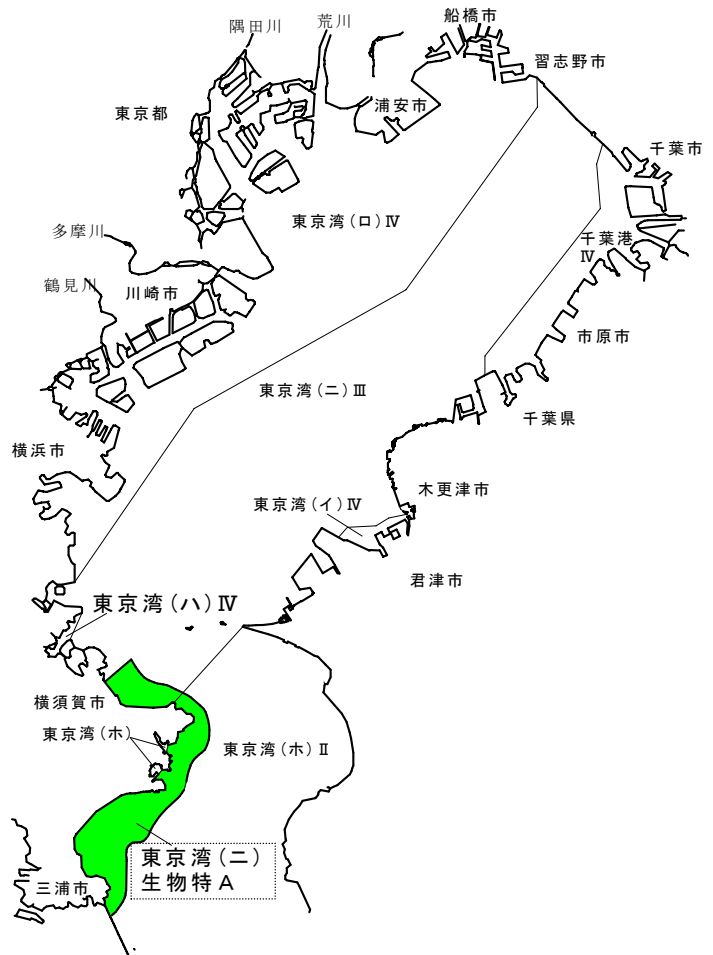 船橋市
隅田川
荒川
習志野市
浦安市
東京都
千葉市
東京湾(ロ)Ⅳ
多摩川
千葉港
Ⅳ
鶴見川
川崎市
市原市
東京湾(ニ)Ⅲ
千葉県
横浜市
木更津市
東京湾(イ)Ⅳ
君津市
東京湾(ハ)Ⅳ
横須賀市
東京湾(ホ)
東京湾(ホ)Ⅱ
東京湾(ニ)
生物特A
三浦市